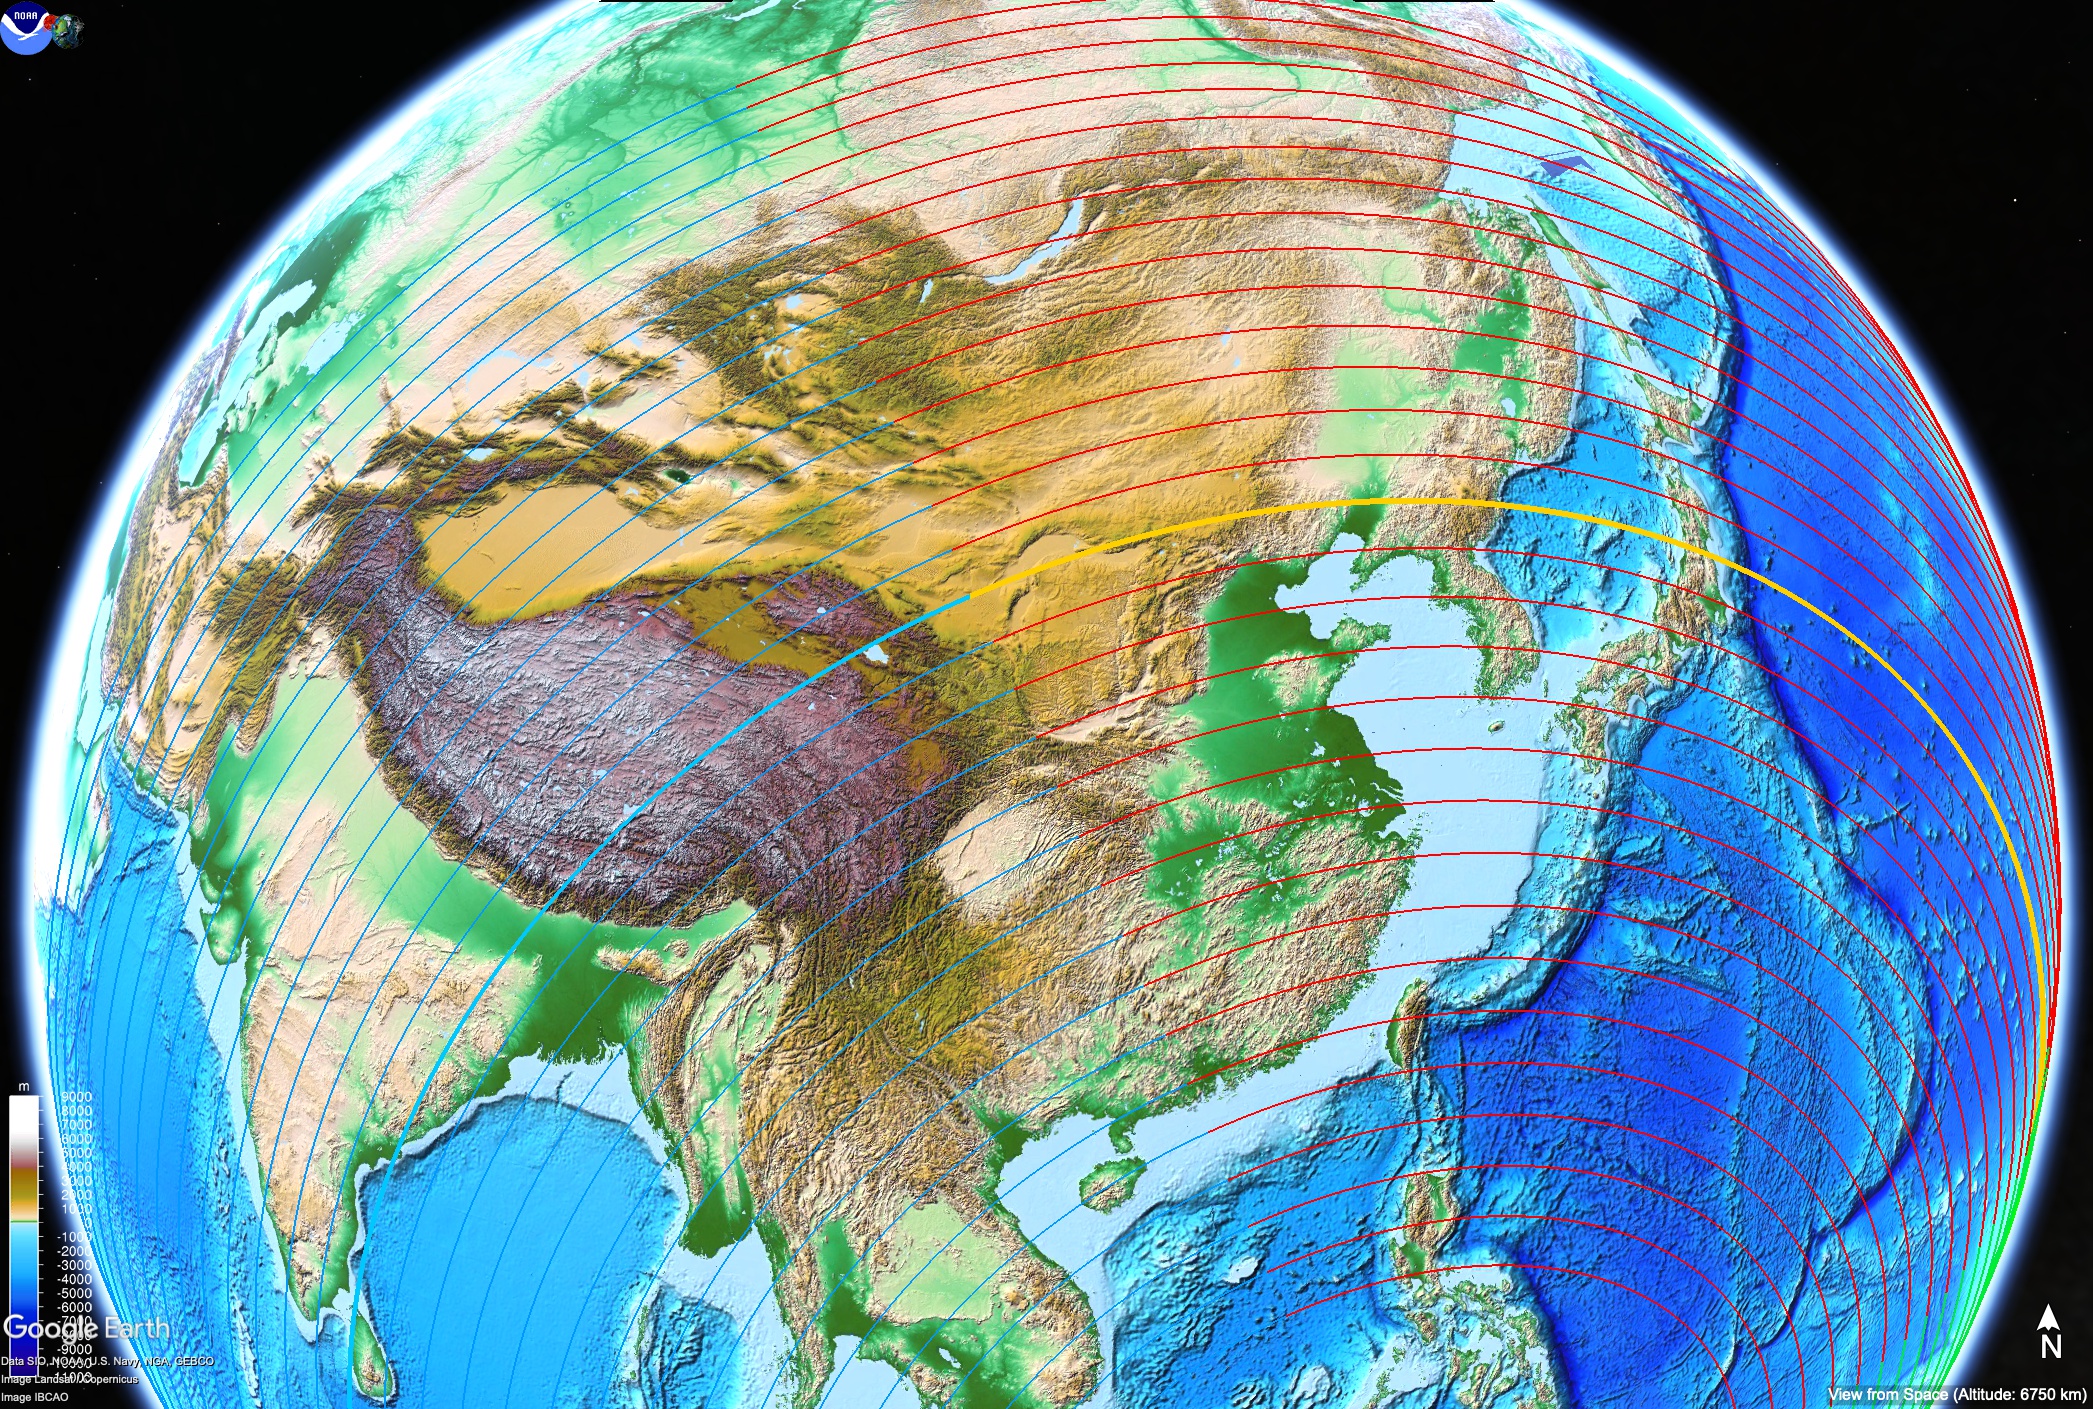 NOAA
m
9000
8000
7000
6000
5000
4000
3000
2000
1000
-1000
-2000
-3000
-4000
-5000
-6000
-7000
-8000
-9000
-11000
Google Earth
Data SIO, NOAA, U.S. Navy, NGA, GEBCO
Image Landsat / Copernicus
Image IBCAO
N
View from Space (Altitude: 6750 km)